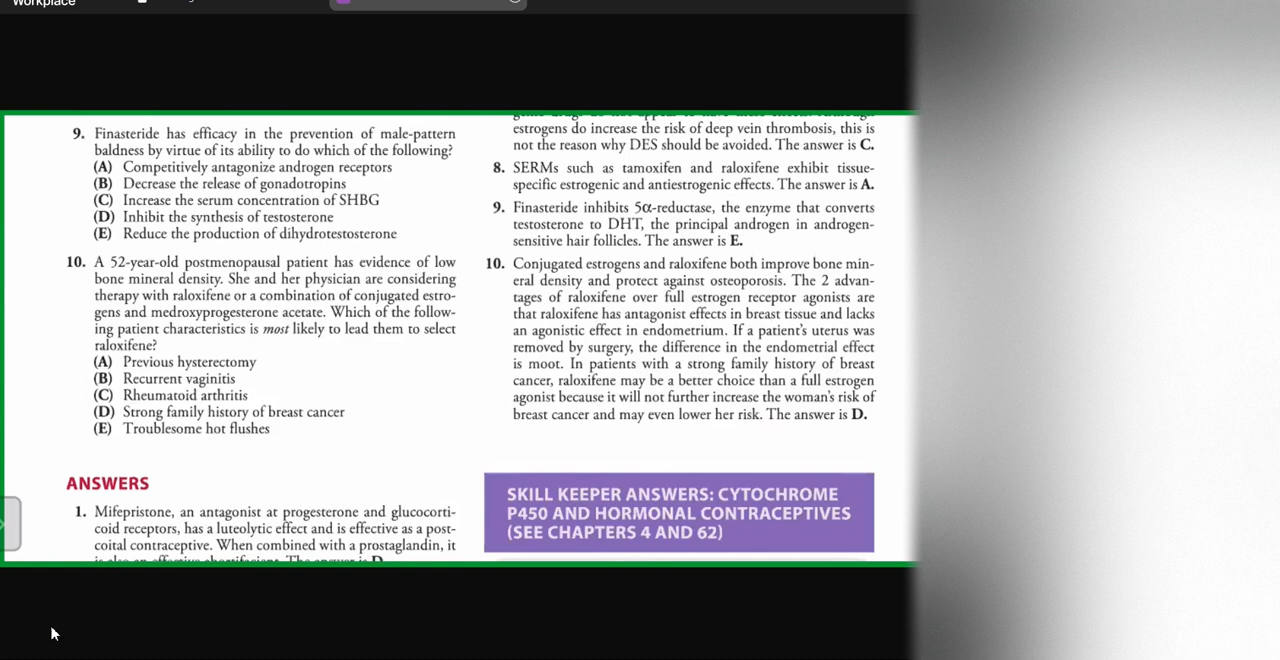 Workplace
9. Finasteride has efficacy in the prevention of male-pattern
baldness by virtue of its ability to do which of the following?
(A) Competitively antagonize androgen receptors
(B) Decrease the release of gonadotropins
(C) Increase the serum concentration of SHBG
(D) Inhibit the synthesis of testosterone
(E) Reduce the production of dihydrotestosterone
10. A 52-year-old postmenopausal patient has evidence of low
bone mineral density. She and her physician are considering
therapy with raloxifene or a combination of conjugated estro-
gens and medroxyprogesterone acetate. Which of the follow-
ing patient characteristics is most likely to lead them to select
raloxifene?
(A) Previous hysterectomy
(B) Recurrent vaginitis
(C) Rheumatoid arthritis
(D) Strong family history of breast cancer
(E) Troublesome hot flushes
ANSWERS
1. Mifepristone, an antagonist at progesterone and glucocorti-
coid receptors, has a luteolytic effect and is effective as a post-
coital contraceptive. When combined with a prostaglandin, it
is also an effective abortifacient. The answer is D.
estrogens do increase the risk of deep vein thrombosis, this is
not the reason why DES should be avoided. The answer is C.
8. SERMs such as tamoxifen and raloxifene exhibit tissue-
specific estrogenic and antiestrogenic effects. The answer is A.
9. Finasteride inhibits 5α-reductase, the enzyme that converts
testosterone to DHT, the principal androgen in androgen-
sensitive hair follicles. The answer is E.
10. Conjugated estrogens and raloxifene both improve bone min-
eral density and protect against osteoporosis. The 2 advan-
tages of raloxifene over full estrogen receptor agonists are
that raloxifene has antagonist effects in breast tissue and lacks
an agonistic effect in endometrium. If a patient's uterus was
removed by surgery, the difference in the endometrial effect
is moot. In patients with a strong family history of breast
cancer, raloxifene may be a better choice than a full estrogen
agonist because it will not further increase the woman's risk of
breast cancer and may even lower her risk. The answer is D.
SKILL KEEPER ANSWERS: CYTOCHROME
P450 AND HORMONAL CONTRACEPTIVES
(SEE CHAPTERS 4 AND 62)